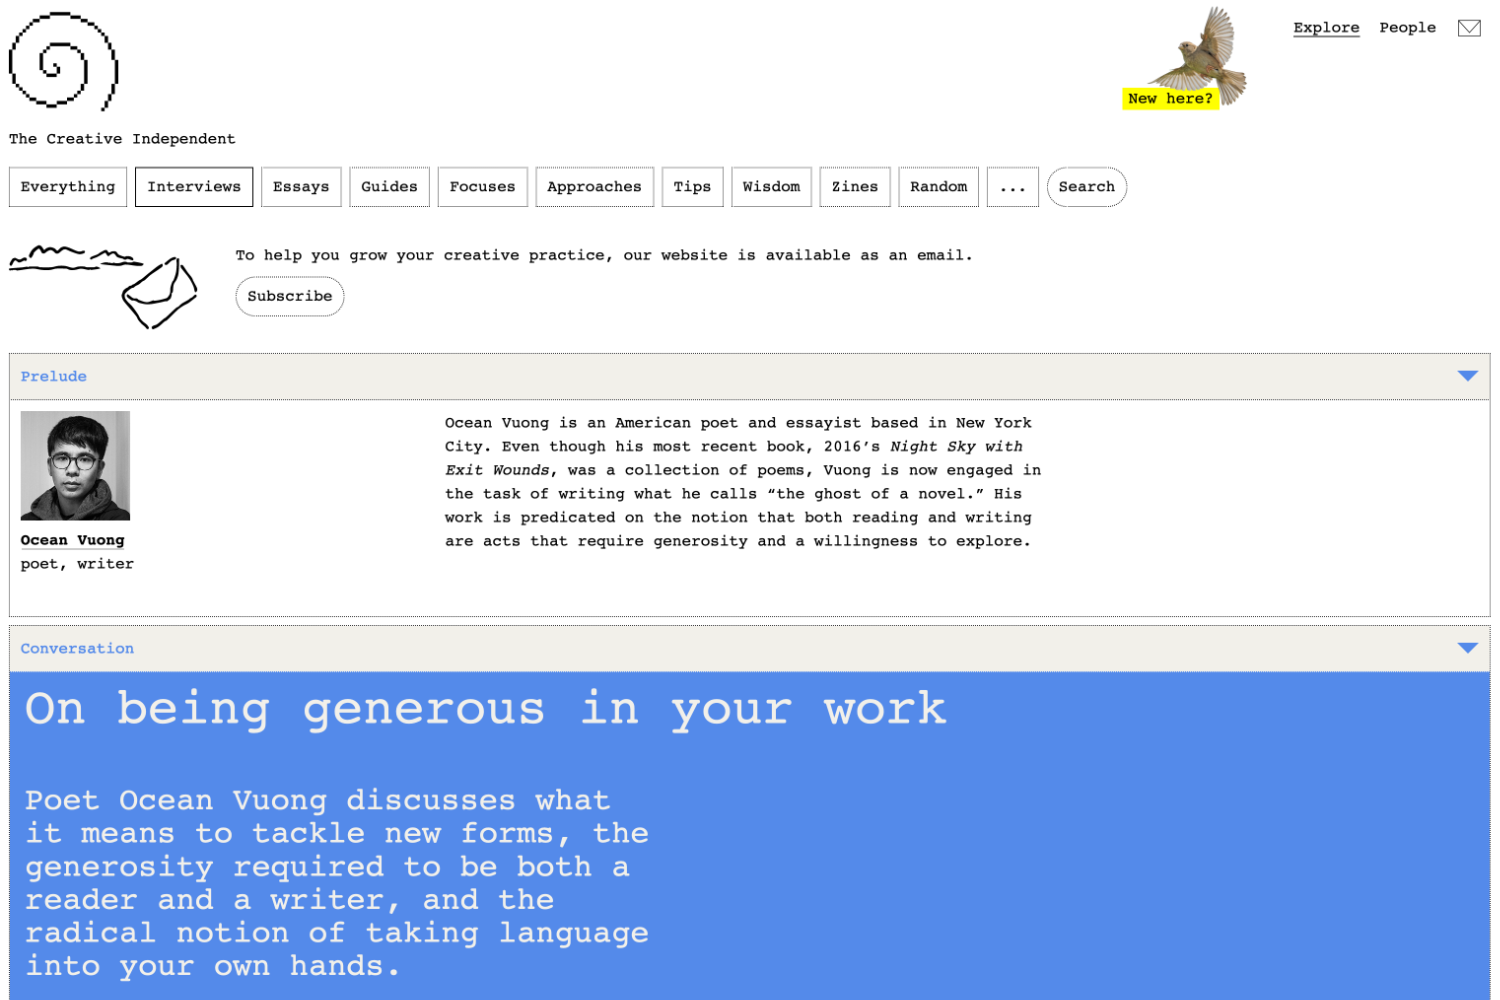 Explore
People
New here?
The Creative Independent
Everything
Interviews
Essays
Guides
Focuses
Approaches
Tips
Wisdom
Zines
Random
...
Search
To help you grow your creative practice, our website is available as an email.
Subscribe
Prelude
Ocean Vuong
poet, writer
Ocean Vuong is an American poet and essayist based in New York
City. Even though his most recent book, 2016’s Night Sky with
Exit Wounds, was a collection of poems, Vuong is now engaged in
the task of writing what he calls “the ghost of a novel.” His
work is predicated on the notion that both reading and writing
are acts that require generosity and a willingness to explore.
Conversation
On being generous in your work
Poet Ocean Vuong discusses what
it means to tackle new forms, the
generosity required to be both a
reader and a writer, and the
radical notion of taking language
into your own hands.